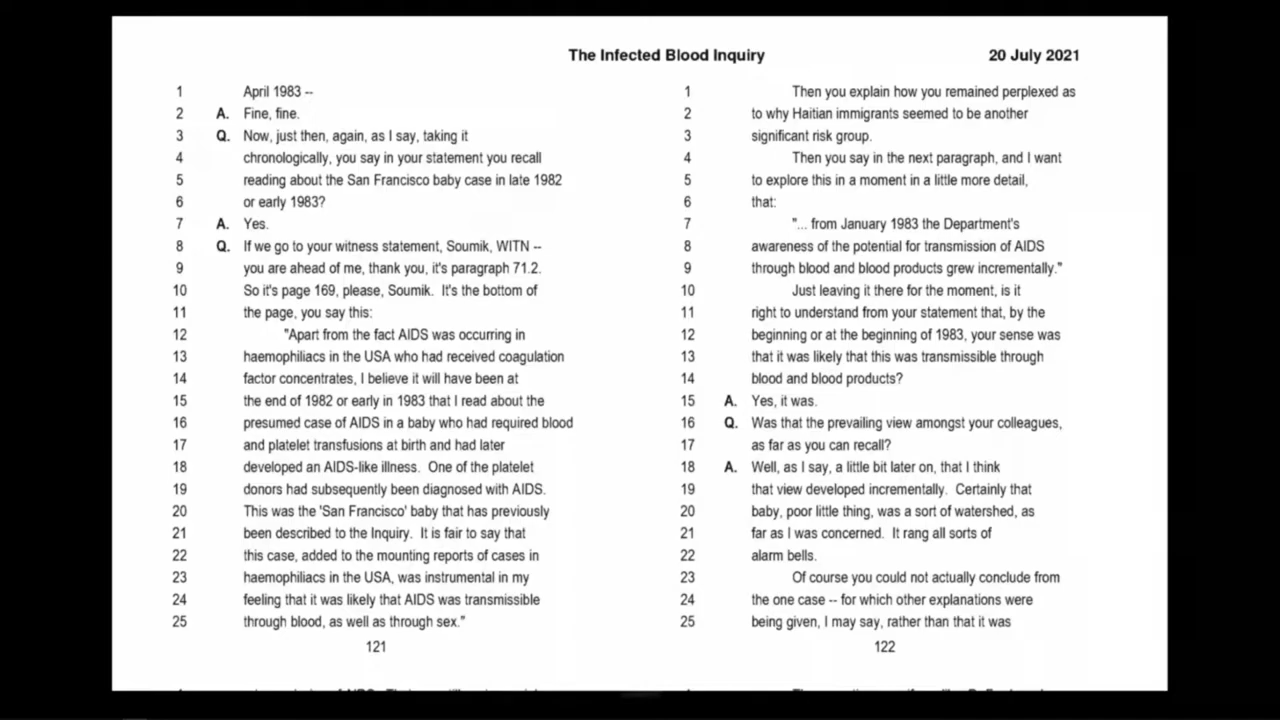 The Infected Blood Inquiry 20 July 2021
1 April 1983 --
2 A. Fine, fine.
3 Q. Now, just then, again, as I say, taking it
4 chronologically, you say in your statement you recall
5 reading about the San Francisco baby case in late 1982
6 or early 1983?
7 A. Yes.
8 Q. If we go to your witness statement, Soumik, WITN --
9 you are ahead of me, thank you, it's paragraph 71.2.
10 So it's page 169, please, Soumik. It's the bottom of
11 the page, you say this:
12 "Apart from the fact AIDS was occurring in
13 haemophiliacs in the USA who had received coagulation
14 factor concentrates, I believe it will have been at
15 the end of 1982 or early in 1983 that I read about the
16 presumed case of AIDS in a baby who had required blood
17 and platelet transfusions at birth and had later
18 developed an AIDS-like illness. One of the platelet
19 donors had subsequently been diagnosed with AIDS.
20 This was the 'San Francisco' baby that has previously
21 been described to the Inquiry. It is fair to say that
22 this case, added to the mounting reports of cases in
23 haemophiliacs in the USA, was instrumental in my
24 feeling that it was likely that AIDS was transmissible
25 through blood, as well as through sex."
121
1 Then you explain how you remained perplexed as
2 to why Haitian immigrants seemed to be another
3 significant risk group.
4 Then you say in the next paragraph, and I want
5 to explore this in a moment in a little more detail,
6 that:
7 "... from January 1983 the Department's
8 awareness of the potential for transmission of AIDS
9 through blood and blood products grew incrementally."
10 Just leaving it there for the moment, is it
11 right to understand from your statement that, by the
12 beginning or at the beginning of 1983, your sense was
13 that it was likely that this was transmissible through
14 blood and blood products?
15 A. Yes, it was.
16 Q. Was that the prevailing view amongst your colleagues,
17 as far as you can recall?
18 A. Well, as I say, a little bit later on, that I think
19 that view developed incrementally. Certainly that
20 baby, poor little thing, was a sort of watershed, as
21 far as I was concerned. It rang all sorts of
22 alarm bells.
23 Of course you could not actually conclude from
24 the one case -- for which other explanations were
25 being given, I may say, rather than that it was
122